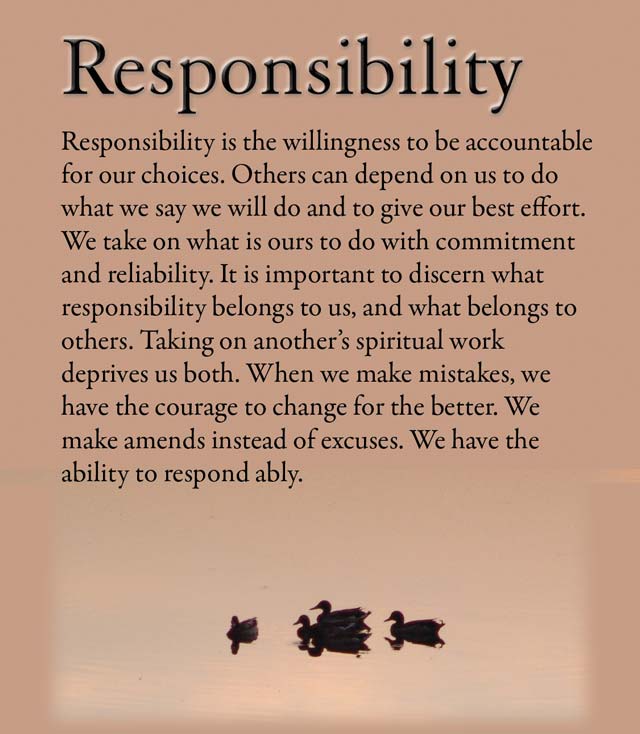 Responsibility
Responsibility is the willingness to be accountable
for our choices. Others can depend on us to do
what we say we will do and to give our best effort.
We take on what is ours to do with commitment
and reliability. It is important to discern what
responsibility belongs to us, and what belongs to
others. Taking on another’s spiritual work
deprives us both. When we make mistakes, we
have the courage to change for the better. We
make amends instead of excuses. We have the
ability to respond ably.